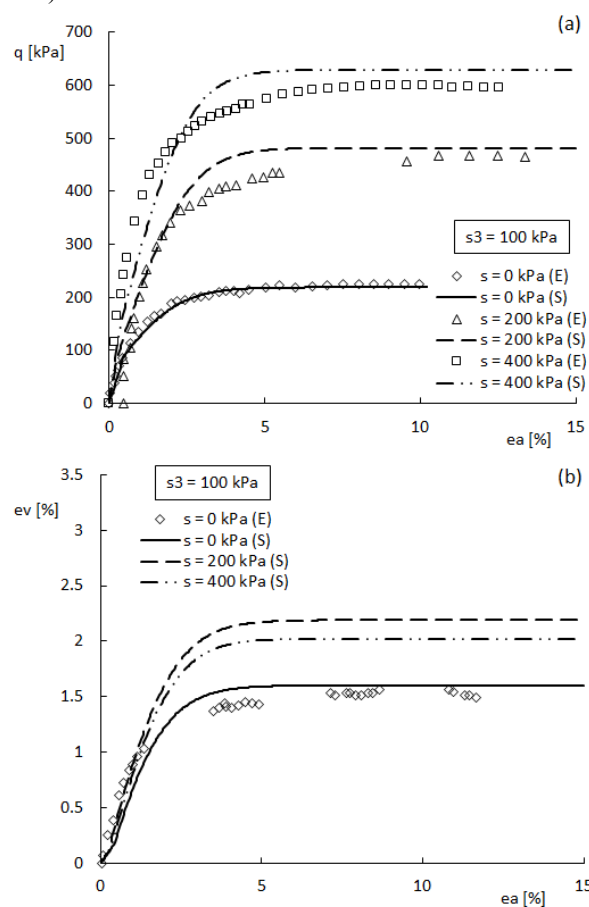 (a)
q [kPa]
700
600
500
400
300
200
100
0
s3 = 100 kPa
s = 0 kPa (E)
s = 0 kPa (S)
s = 200 kPa (E)
s = 200 kPa (S)
s = 400 kPa (E)
s = 400 kPa (S)
0 5 10 15
ea [%]
(b)
ev [%]
3.5
3
2.5
2
1.5
1
0.5
0
s3 = 100 kPa
s = 0 kPa (E)
s = 0 kPa (S)
s = 200 kPa (S)
s = 400 kPa (S)
0 5 10 15
ea [%]